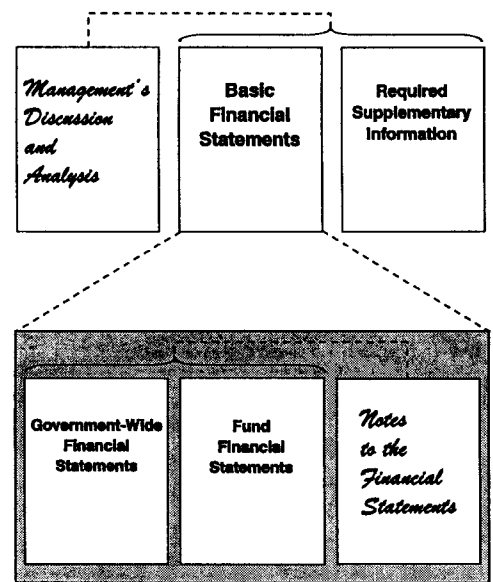 Management's
Discussion
and
Analysis
Basic
Financial
Statements
Required
Supplementary
Information
Government-Wide
Financial
Statements
Fund
Financial
Statements
Notes
to the
Financial
Statements